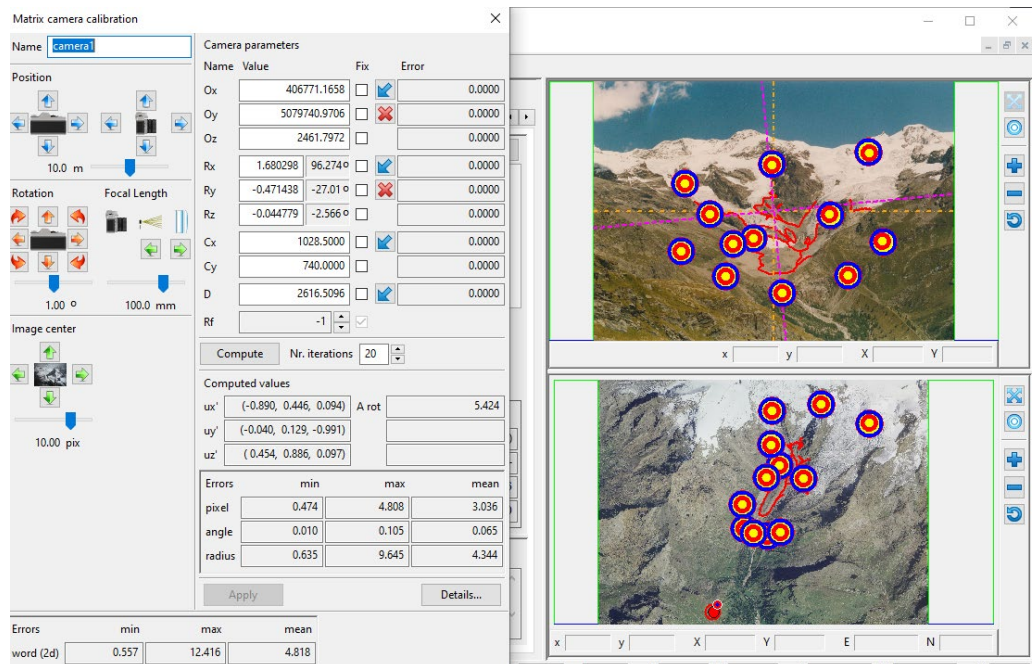 Matrix camera calibration
Name camera1
Position
10.0 m
Rotation Focal Length
1.00 º 100.0 mm
Image center
10.00 pix
Camera parameters
Name Value Fix Error
Ox 406771.1658 0.0000
Oy 5079740.9706 0.0000
Oz 2461.7972 0.0000
Rx 1.680298 96.274º 0.0000
Ry -0.471438 -27.01 º 0.0000
Rz -0.044779 -2.566 º 0.0000
Cx 1028.5000 0.0000
Cy 740.0000 0.0000
D 2616.5096 0.0000
Rf -1
Compute Nr. iterations 20
Computed values
ux' (-0.890, 0.446, 0.094) A rot 5.424
uy' (-0.040, 0.129, -0.991)
uz' ( 0.454, 0.886, 0.097)
Errors min max mean
pixel 0.474 4.808 3.036
angle 0.010 0.105 0.065
radius 0.635 9.645 4.344
Apply Details...
Errors min max mean
word (2d) 0.557 12.416 4.818
x y X Y
x y X Y E N